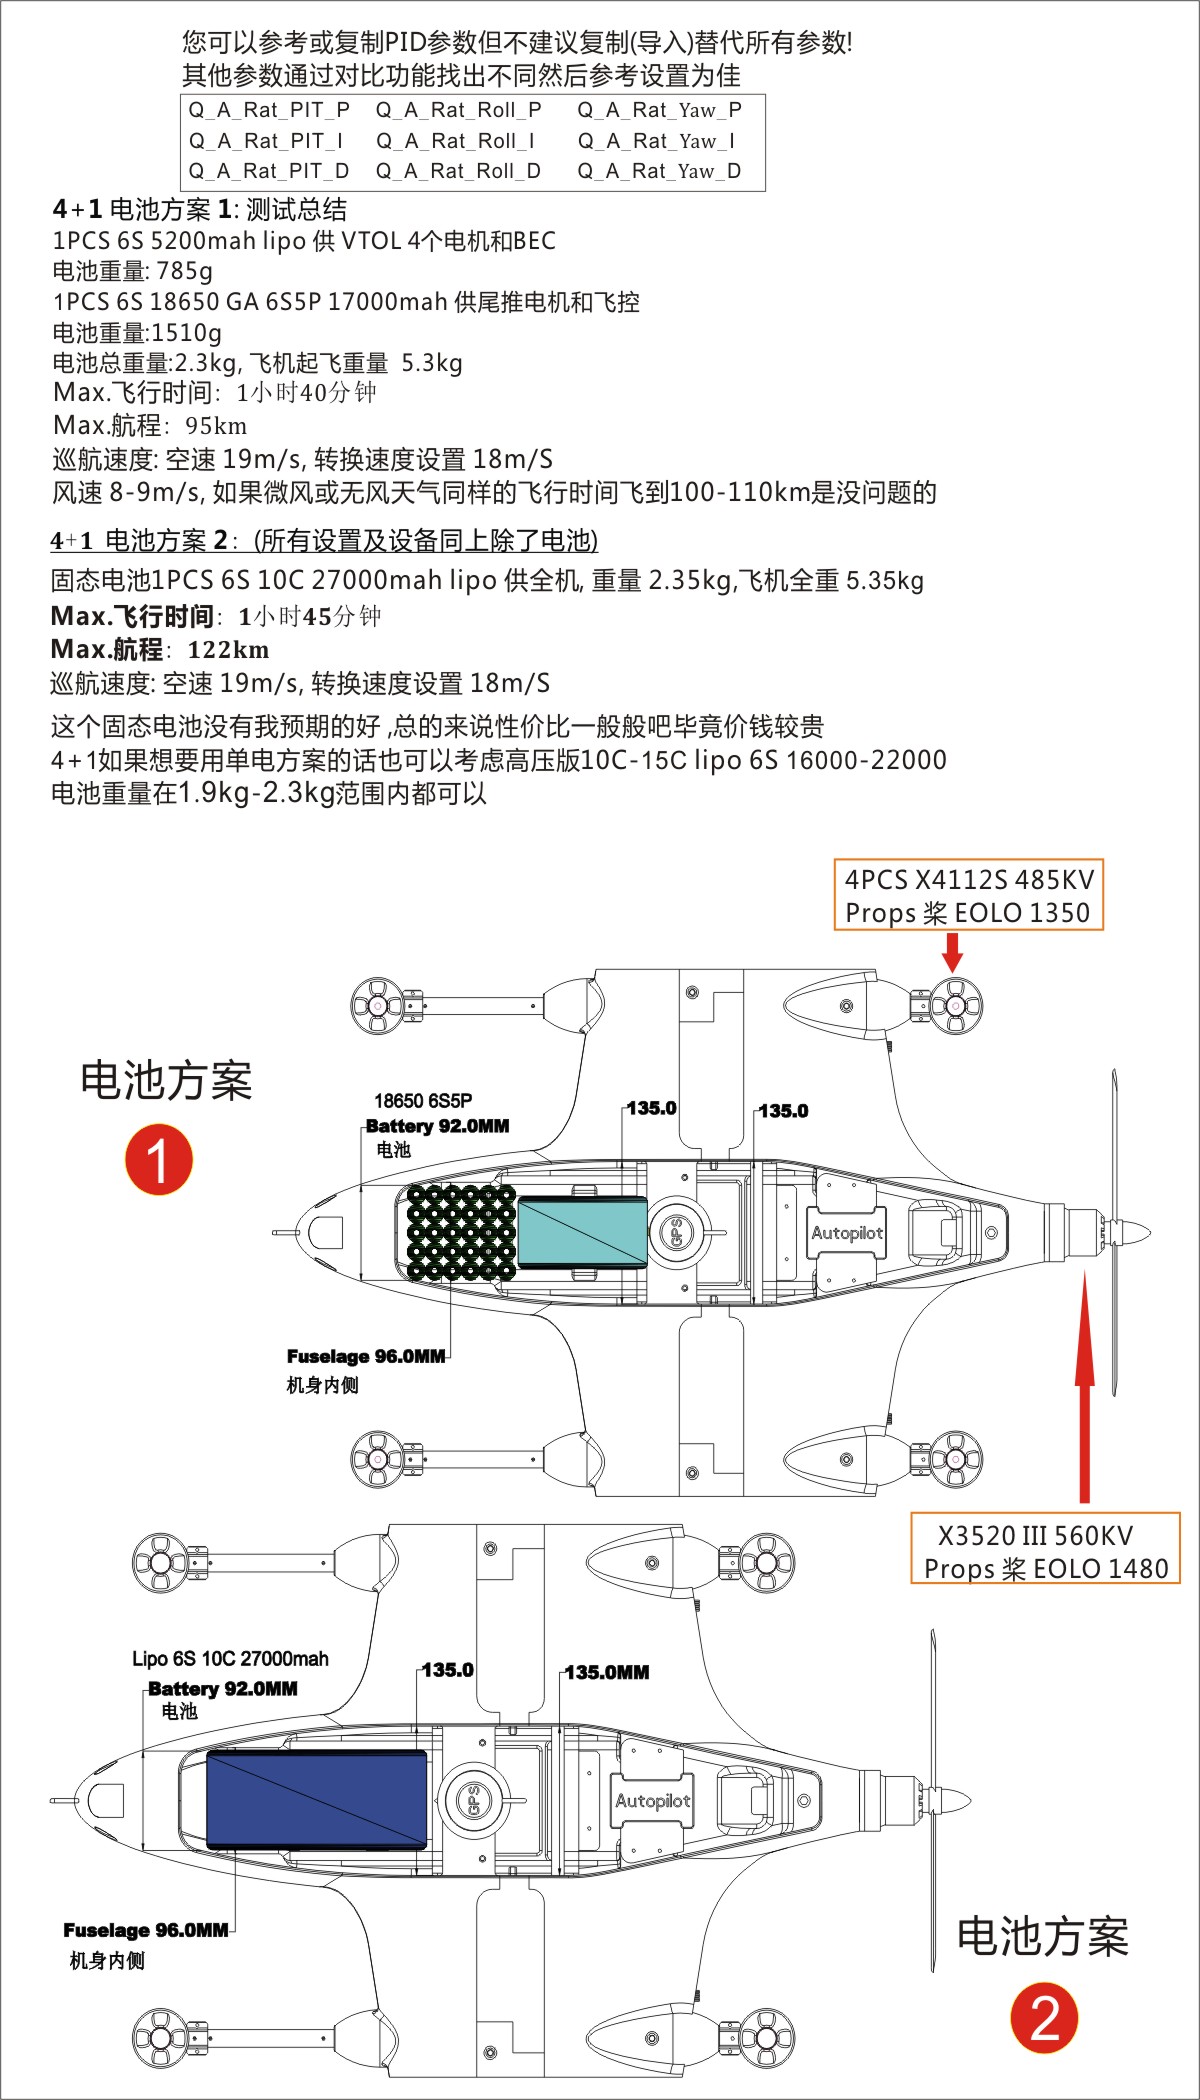 您可以参考或复制PID参数但不建议复制(导入)替代所有参数!
其他参数通过对比功能找出不同然后参考设置为佳
Q_A_Rat_PIT_P Q_A_Rat_Roll_P Q_A_Rat_Yaw_P
Q_A_Rat_PIT_I Q_A_Rat_Roll_I Q_A_Rat_Yaw_I
Q_A_Rat_PIT_D Q_A_Rat_Roll_D Q_A_Rat_Yaw_D
4+1 电池方案 1: 测试总结
1PCS 6S 5200mah lipo 供 VTOL 4个电机和BEC
电池重量: 785g
1PCS 6S 18650 GA 6S5P 17000mah 供尾推电机和飞控
电池重量:1510g
电池总重量:2.3kg, 飞机起飞重量 5.3kg
Max.飞行时间: 1小时40分钟
Max.航程: 95km
巡航速度: 空速 19m/s, 转换速度设置 18m/S
风速 8-9m/s, 如果微风或无风天气同样的飞行时间飞到100-110km是没问题的
4+1 电池方案 2: (所有设置及设备同上除了电池)
固态电池1PCS 6S 10C 27000mah lipo 供全机, 重量 2.35kg,飞机全重 5.35kg
Max.飞行时间: 1小时45分钟
Max.航程: 122km
巡航速度: 空速 19m/s, 转换速度设置 18m/S
这个固态电池没有我预期的好 ,总的来说性价比一般般吧毕竟价钱较贵
4+1如果想要用单电方案的话也可以考虑高压版10C-15C lipo 6S 16000-22000
电池重量在1.9kg-2.3kg范围内都可以
4PCS X4112S 485KV
Props 桨 EOLO 1350
电池方案
1
18650 6S5P
Battery 92.0MM
电池
135.0
135.0
GPS
Autopilot
Fuselage 96.0MM
机身内侧
X3520 III 560KV
Props 桨 EOLO 1480
Lipo 6S 10C 27000mah
Battery 92.0MM
电池
135.0
135.0MM
GPS
Autopilot
Fuselage 96.0MM
机身内侧
电池方案
2